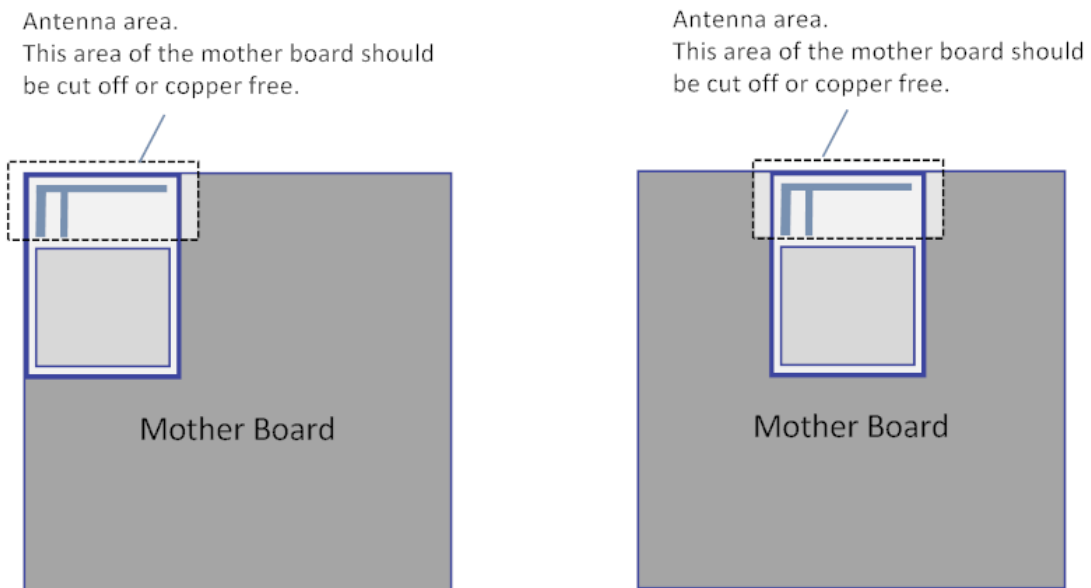 Antenna area.
This area of the mother board should
be cut off or copper free.
Antenna area.
This area of the mother board should
be cut off or copper free.
Mother Board
Mother Board